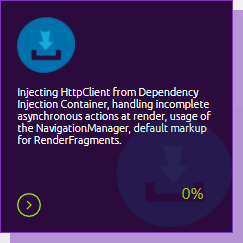 Injecting HttpClient from Dependency
Injection Container, handling incomplete
asynchronous actions at render, usage of
the NavigationManager, default markup
for RenderFragments.
0%